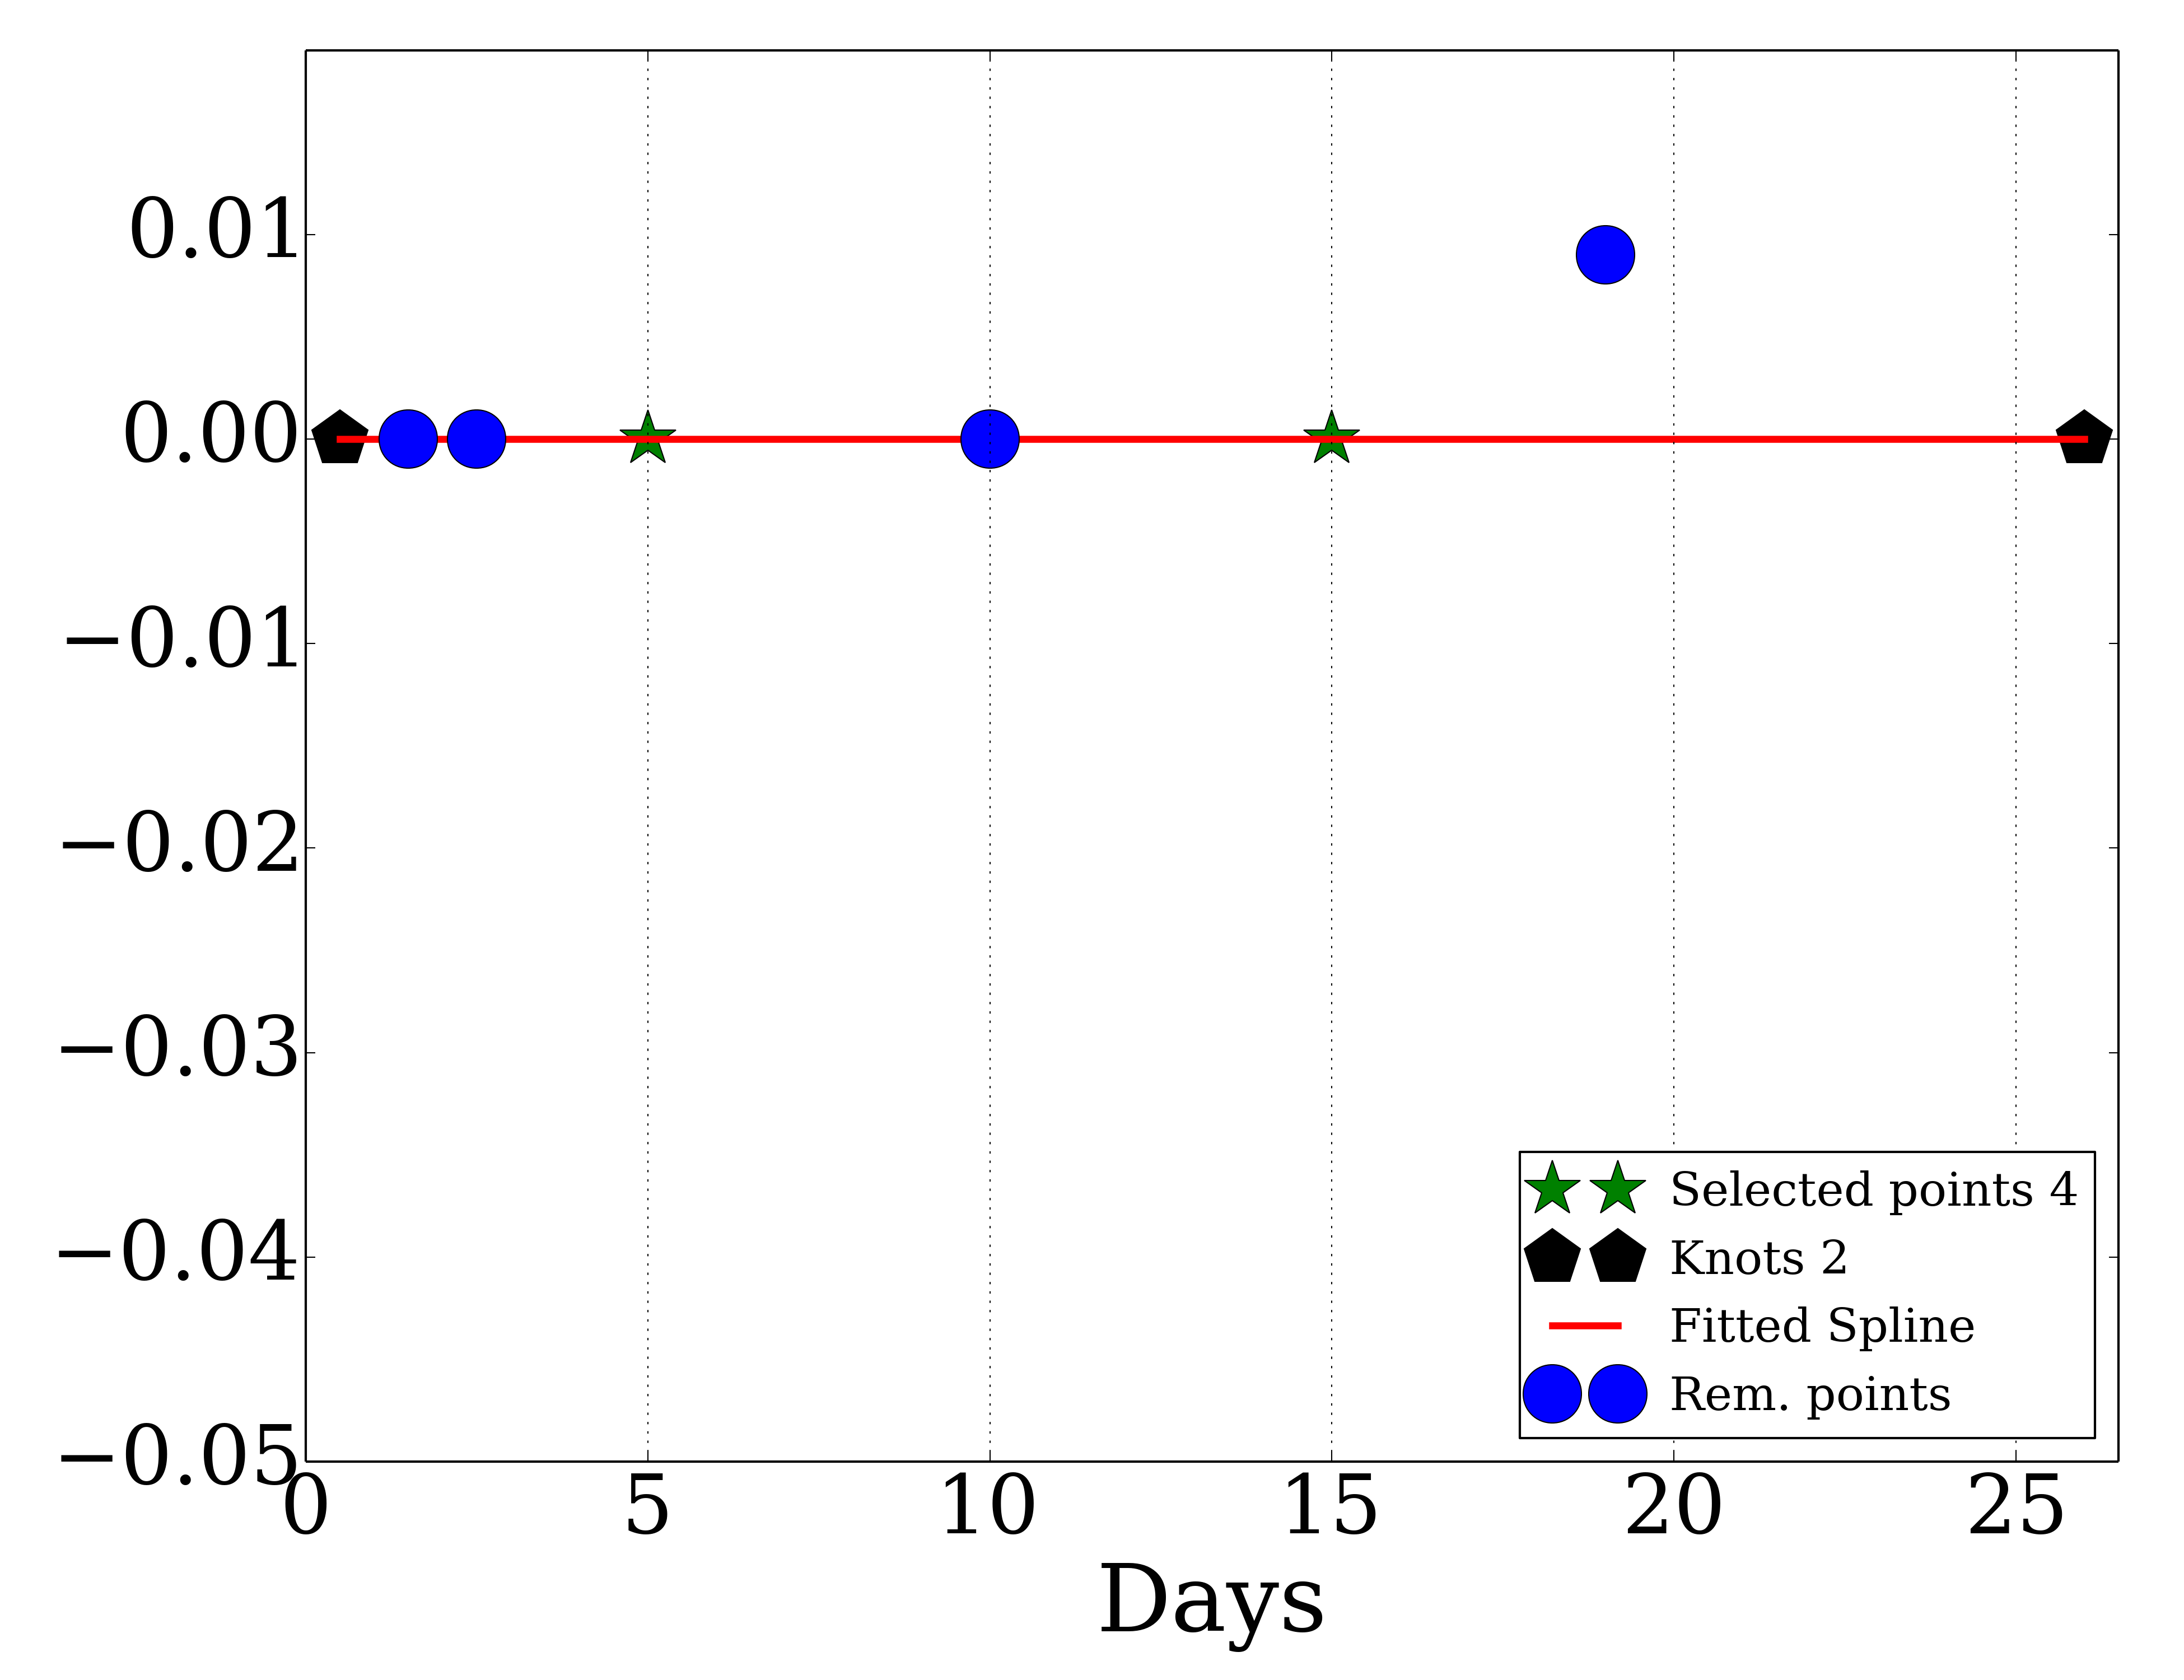 0.01
0.00
−0.01
−0.02
−0.03
−0.04
−0.05
Selected points 4
Knots 2
Fitted Spline
Rem. points
0 5 10 15 20 25
Days